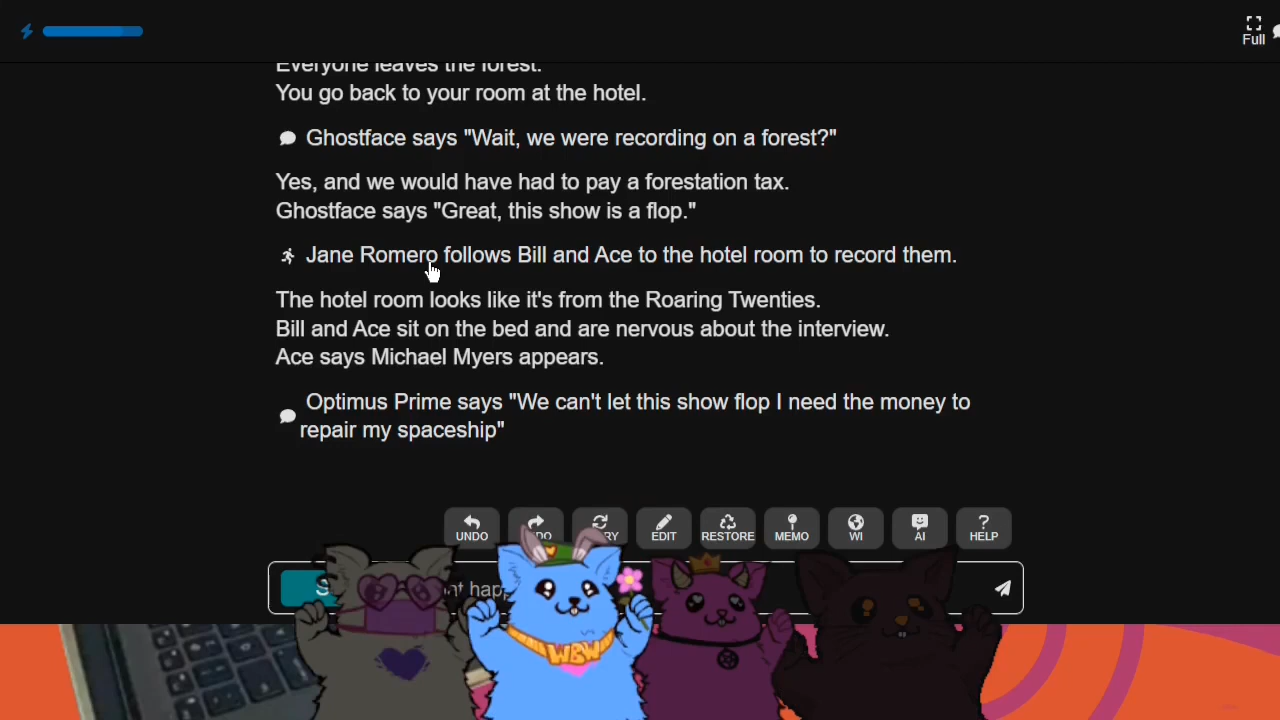 Full
Everyone leaves the forest.
You go back to your room at the hotel.
Ghostface says "Wait, we were recording on a forest?"
Yes, and we would have had to pay a forestation tax.
Ghostface says "Great, this show is a flop."
Jane Romero follows Bill and Ace to the hotel room to record them.
The hotel room looks like it's from the Roaring Twenties.
Bill and Ace sit on the bed and are nervous about the interview.
Ace says Michael Myers appears.
Optimus Prime says "We can't let this show flop I need the money to
repair my spaceship"
UNDO
EDIT
RESTORE
MEMO
WI
AI
HELP
WBW